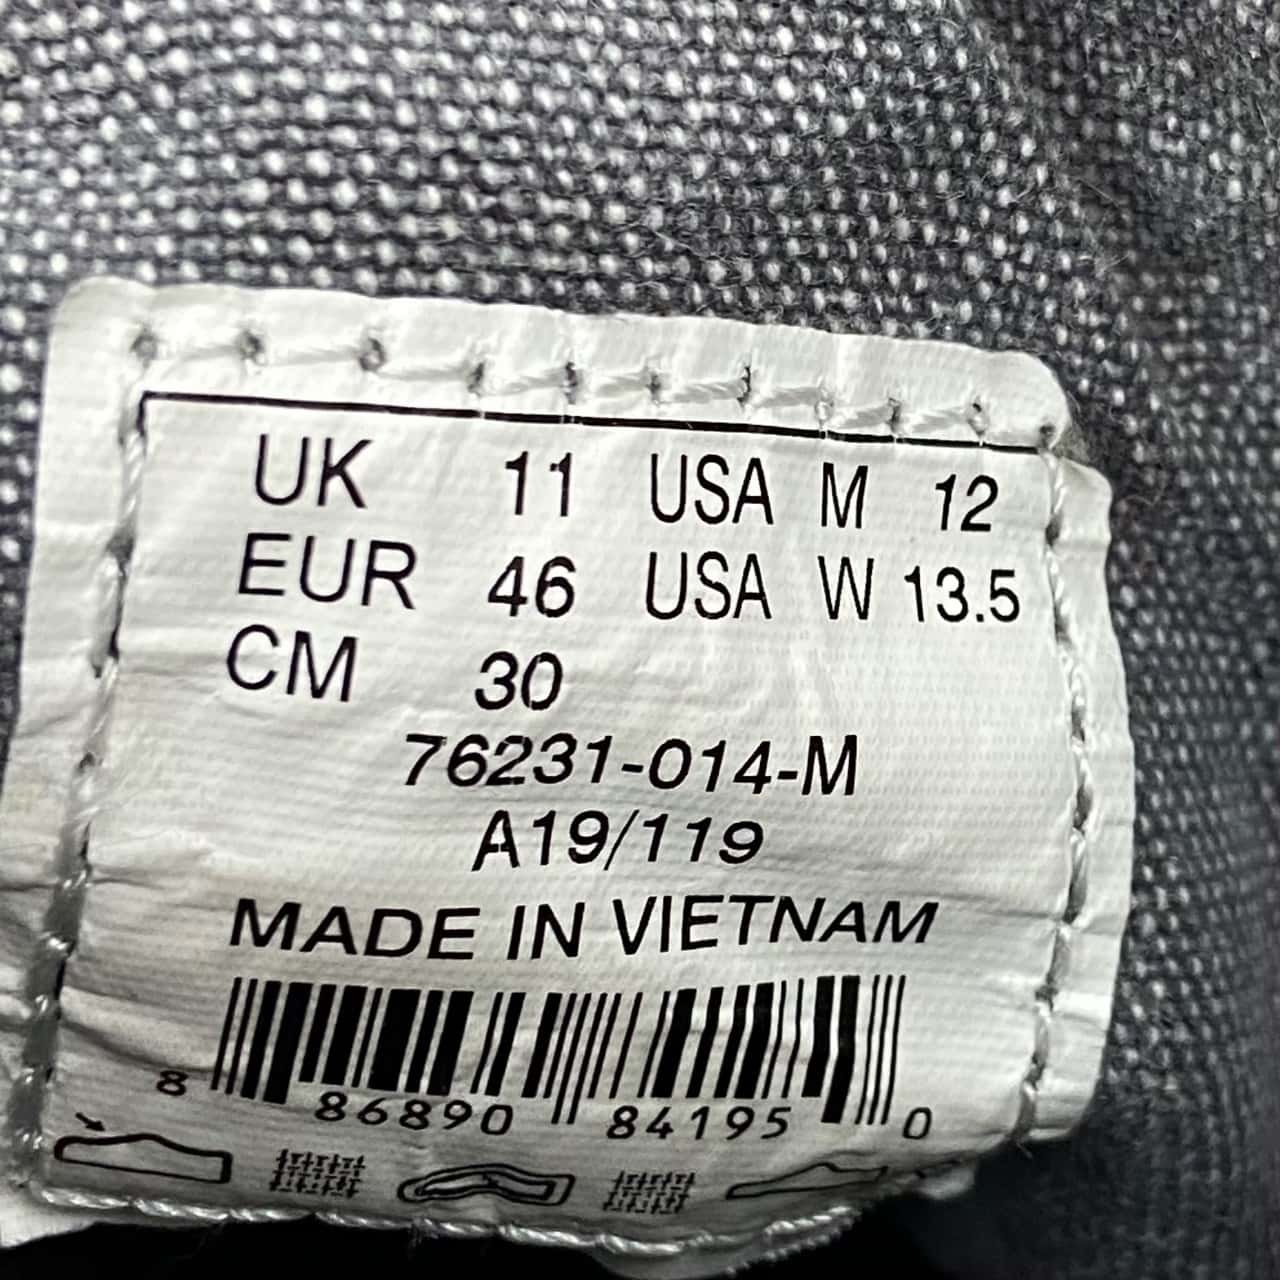 UK 11 USA M 12
EUR 46 USA W 13.5
CM 30
76231-014-M
A19/119
MADE IN VIETNAM
8 86890 84195 0